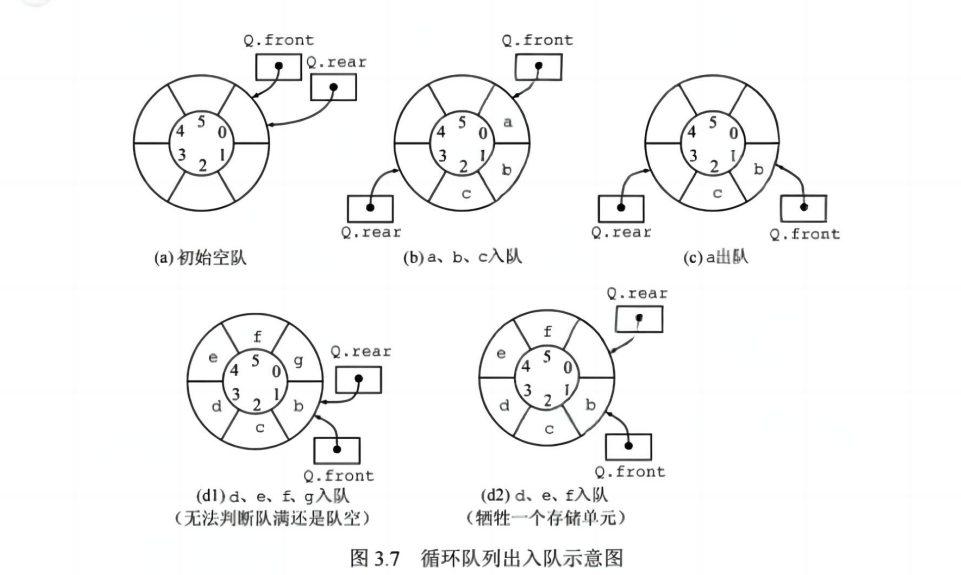 Q.front
Q.rear
4 5 0
3 2 1
(a) 初始空队
Q.front
a
4 5 0
3 2 1
b
c
Q.rear
(b) a、b、c入队
4 5 0
3 2 1
b
c
Q.rear
Q.front
(c) a出队
f
e
g
4 5 0
3 2 1
d
b
c
Q.rear
Q.front
(d1) d、e、f、g入队
（无法判断队满还是队空）
Q.rear
f
e
4 5 0
3 2 1
d
b
c
Q.front
(d2) d、e、f入队
（牺牲一个存储单元）
图 3.7 循环队列出入队示意图